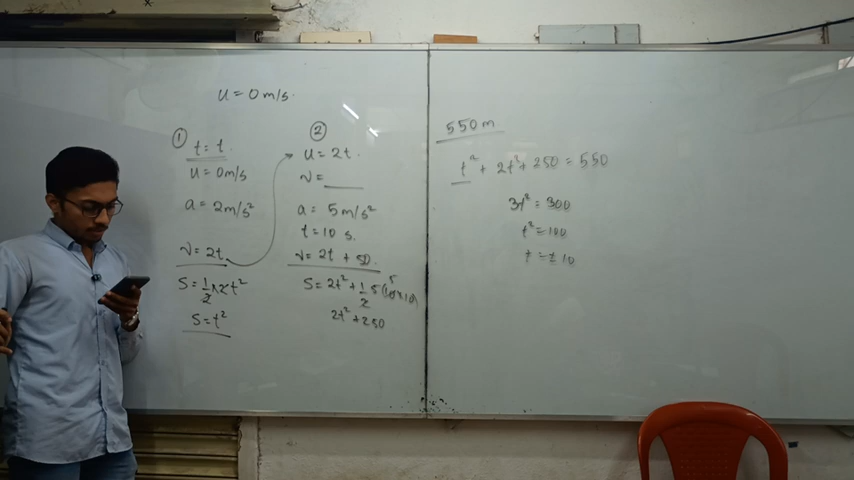 u = 0 m/s.
①
t = t
u = 0 m/s
a = 2 m/s²
v = 2t
S = 1/2 × 2 t²
S = t²
②
u = 2t.
v =
a = 5 m/s²
t = 10 s.
v = 2t + 50.
S = 2t² + 1/2 5 (10×10)
5
2t² + 250
550 m
t² + 2t² + 250 = 550
3t² = 300
t² = 100
t = ± 10